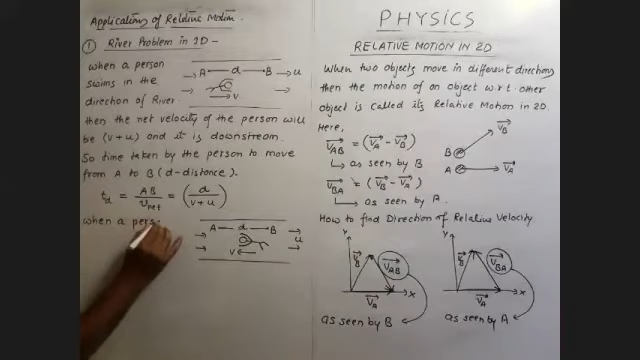 Applications of Relative Motion
① River Problem in 2D -
when a person
swims in the
direction of River
A — d — B → u
→ v
then the net velocity of the person will
be (v+u) and it is downstream.
So time taken by the person to move
from A to B (d-distance).
t_d = AB / V_net = (d / v+u)
when a pers
A — d — B
u
v ←
PHYSICS
RELATIVE MOTION IN 2D
When two objects move in different directions
then the motion of an object w.r.t. other
object is called its Relative Motion in 2D.
Here,
V_AB = (V_A - V_B)
↳ as seen by B
V_BA = (V_B - V_A)
↳ as seen by A.
B V_B
A V_A
How to find Direction of Relative Velocity
Y V_B V_AB V_A X
as seen by B
Y V_B V_BA V_A X
as seen by A